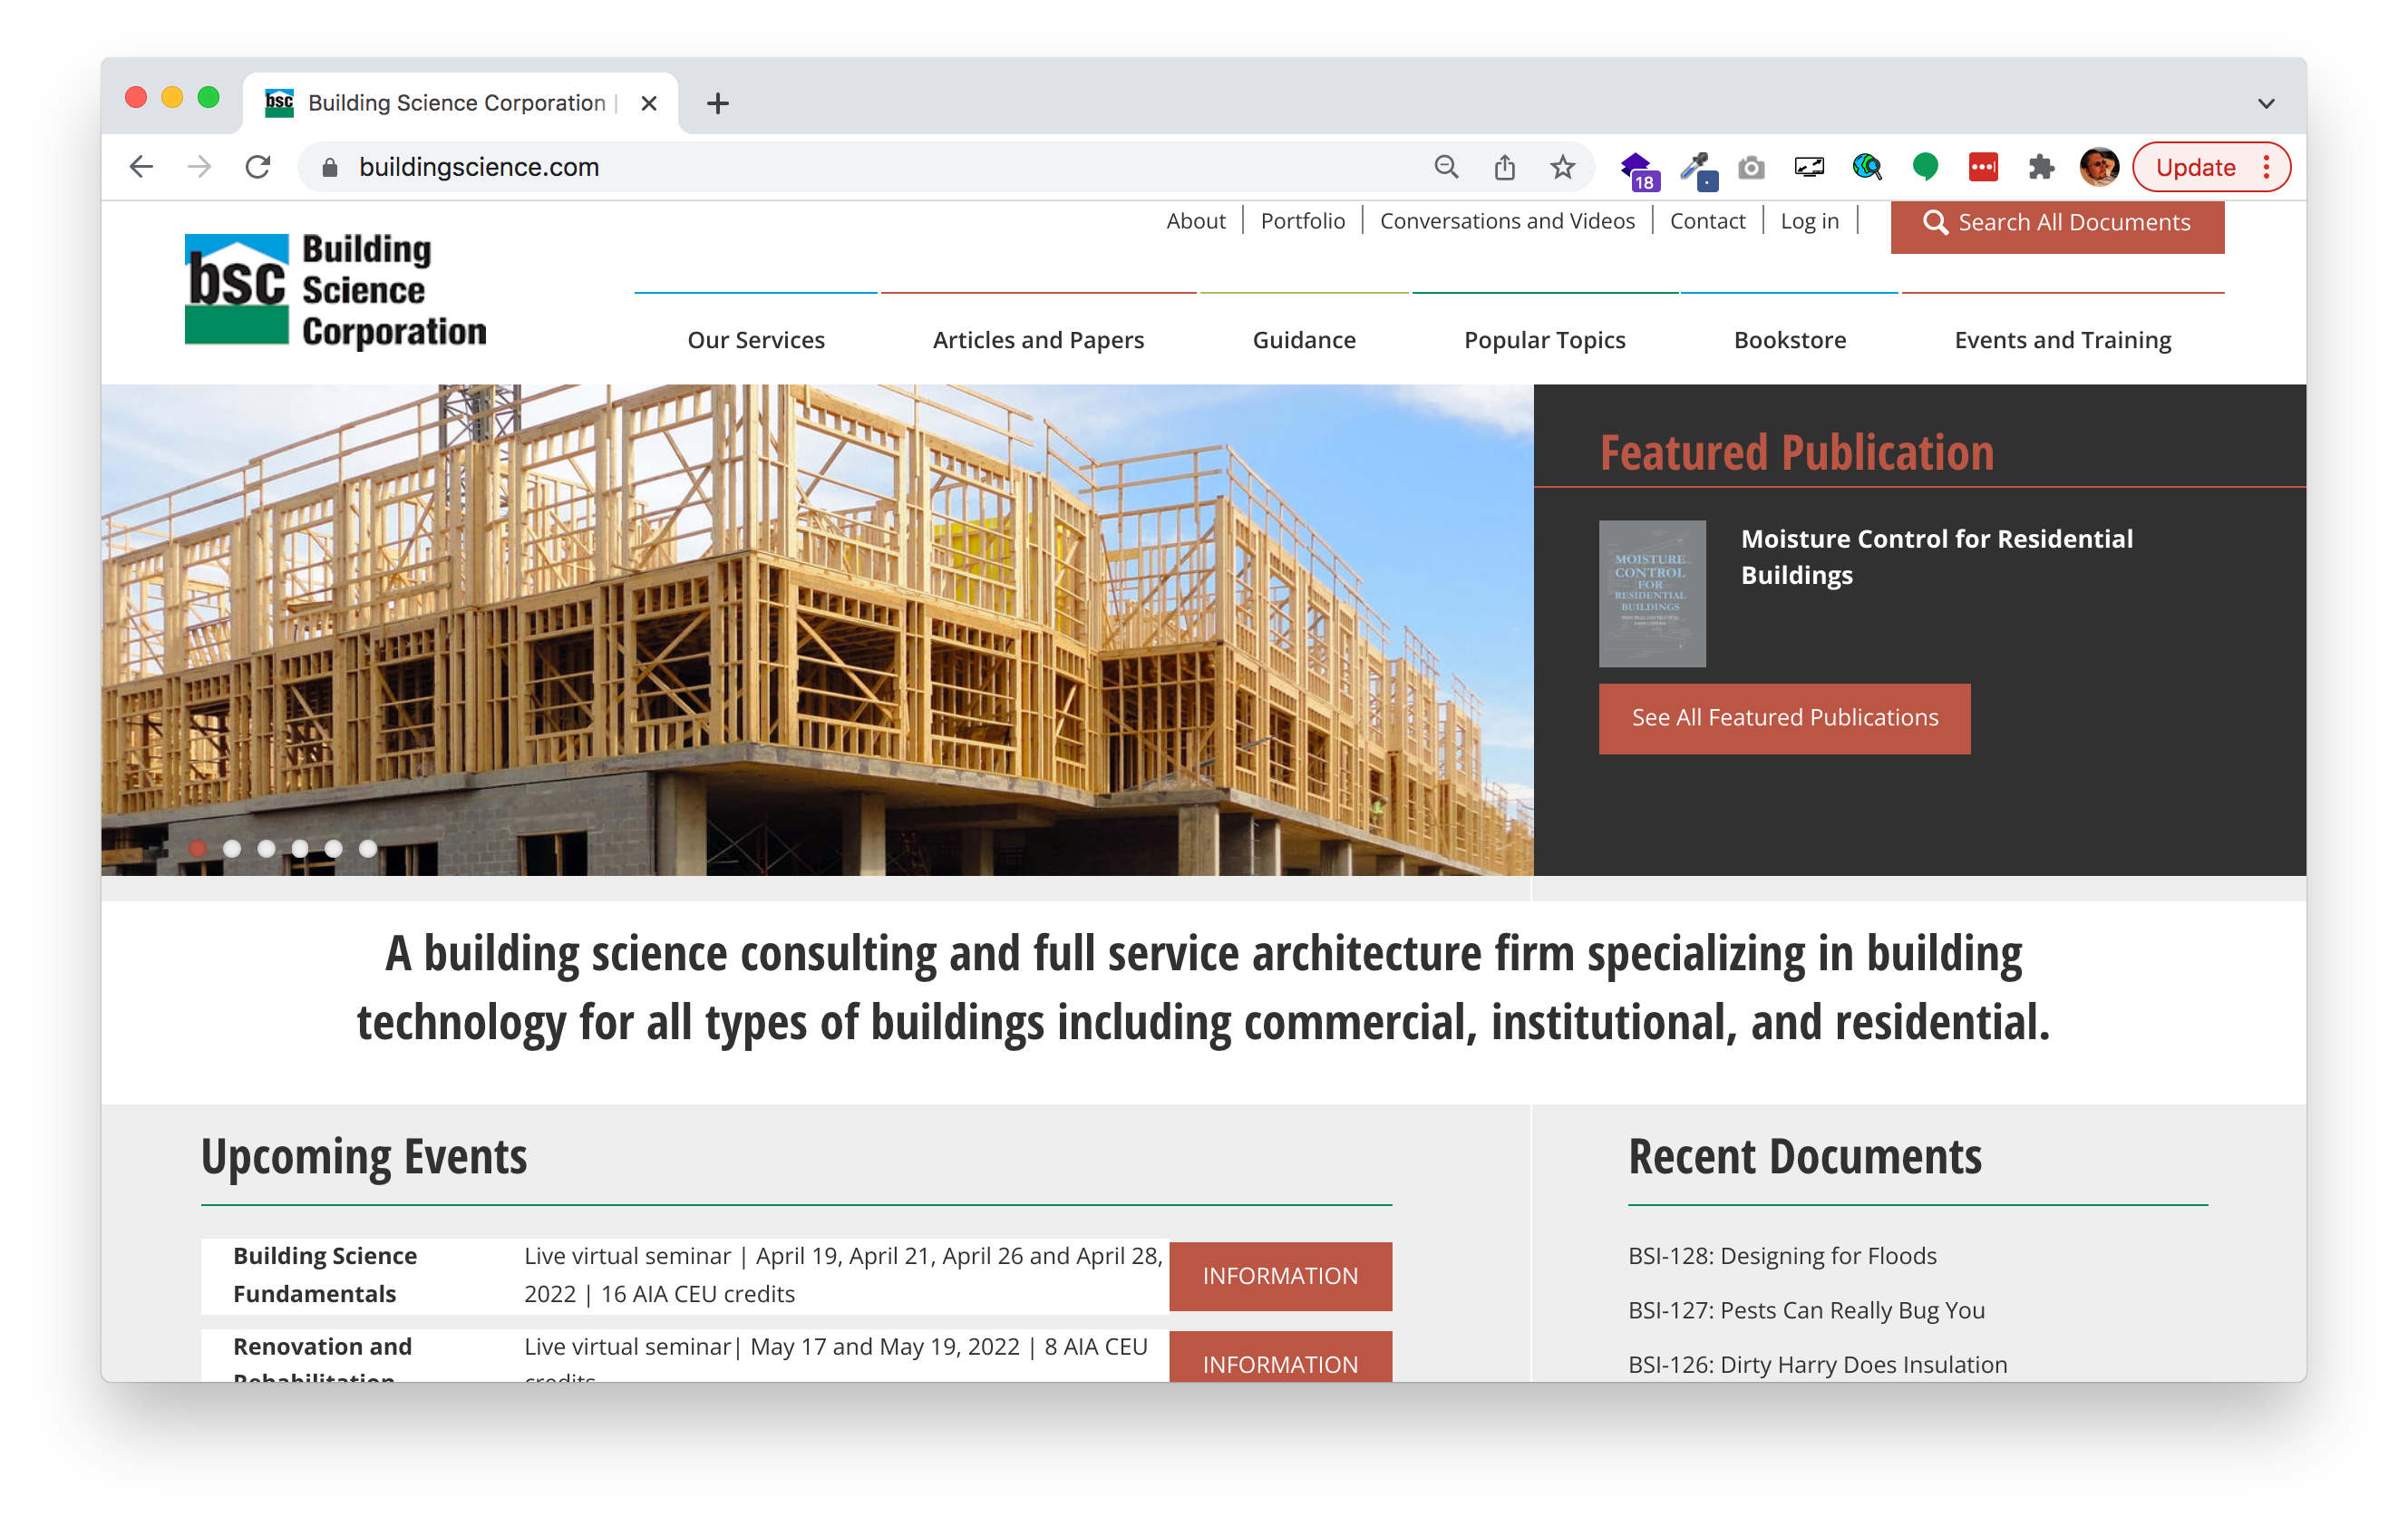 Building Science Corporation |
buildingscience.com
18
Update
About
Portfolio
Conversations and Videos
Contact
Log in
Search All Documents
bsc
Building
Science
Corporation
Our Services
Articles and Papers
Guidance
Popular Topics
Bookstore
Events and Training
Featured Publication
MOISTURE
CONTROL
FOR
RESIDENTIAL
BUILDINGS
Moisture Control for Residential
Buildings
See All Featured Publications
A building science consulting and full service architecture firm specializing in building
technology for all types of buildings including commercial, institutional, and residential.
Upcoming Events
Building Science
Fundamentals
Live virtual seminar | April 19, April 21, April 26 and April 28,
2022 | 16 AIA CEU credits
INFORMATION
Renovation and
Rehabilitation
Live virtual seminar| May 17 and May 19, 2022 | 8 AIA CEU
credits
INFORMATION
Recent Documents
BSI-128: Designing for Floods
BSI-127: Pests Can Really Bug You
BSI-126: Dirty Harry Does Insulation